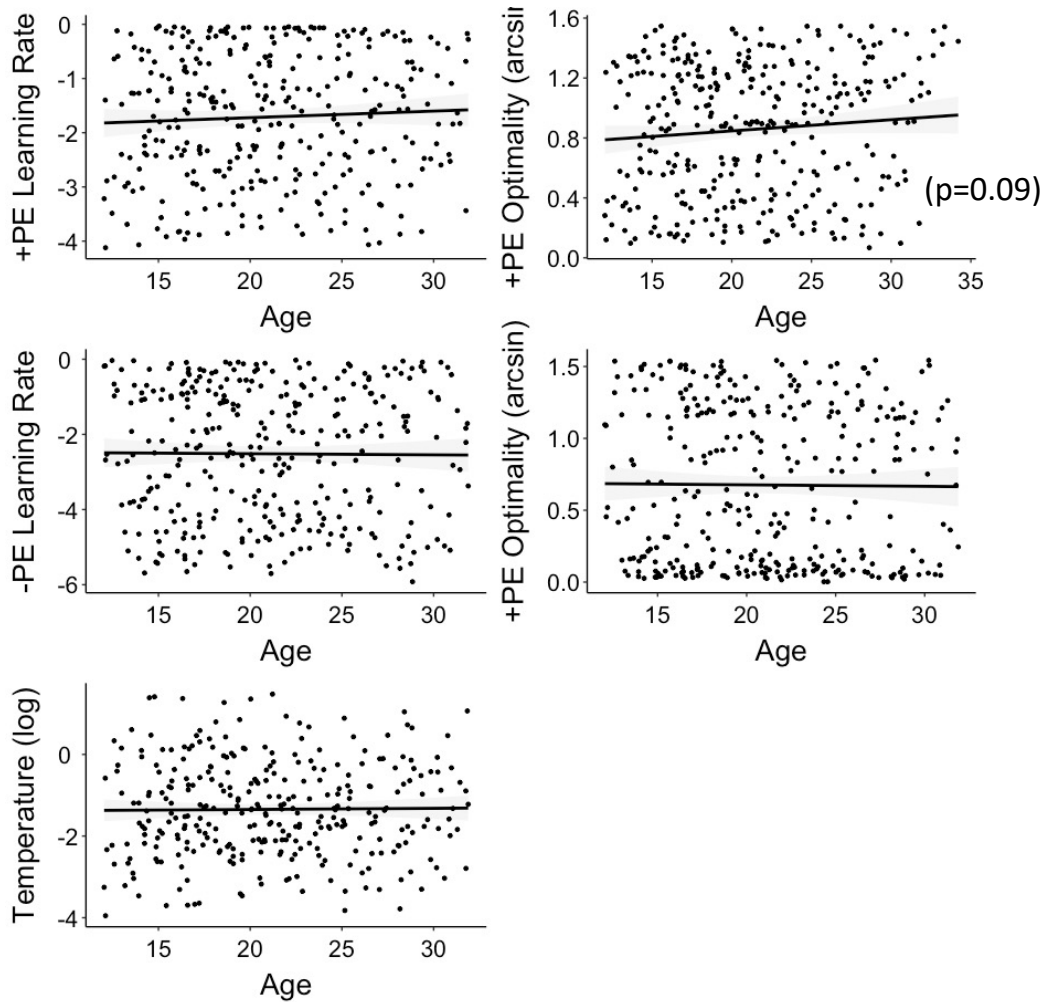 +PE Learning Rate
0
-1
-2
-3
-4
15 20 25 30
Age
+PE Optimality (arcsin
1.6
1.2
0.8
0.4
0.0
15 20 25 30 35
Age
(p=0.09)
-PE Learning Rate
0
-2
-4
-6
15 20 25 30
Age
+PE Optimality (arcsin)
1.5
1.0
0.5
0.0
15 20 25 30
Age
Temperature (log)
0
-2
-4
15 20 25 30
Age